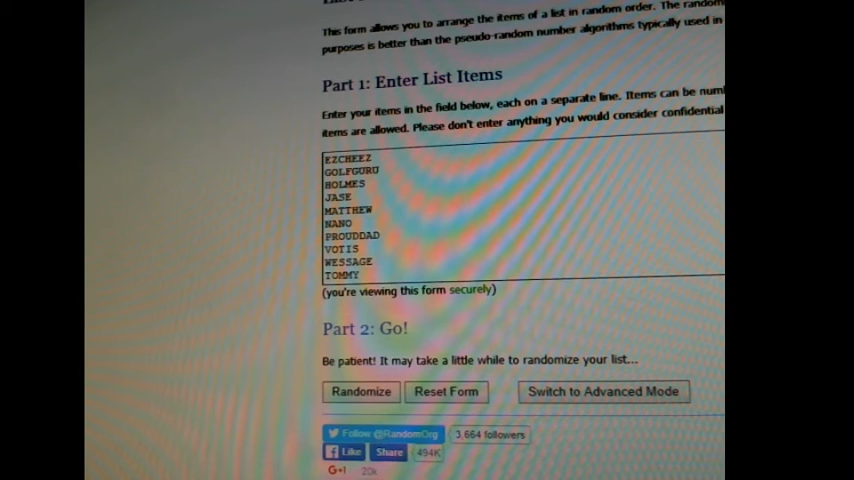 This form allows you to arrange the items of a list in random order. The random
purposes is better than the pseudo-random number algorithms typically used in
Part 1: Enter List Items
Enter your items in the field below, each on a separate line. Items can be num
items are allowed. Please don't enter anything you would consider confidential
EZCHEEZ
GOLFGURU
HOLMES
JASE
MATTHEW
NANO
PROUDDAD
VOTIS
WESSAGE
TOMMY
(you're viewing this form securely)
Part 2: Go!
Be patient! It may take a little while to randomize your list...
Randomize Reset Form Switch to Advanced Mode
Follow @RandomOrg 3,664 followers
Like Share 494K
G+1 20k